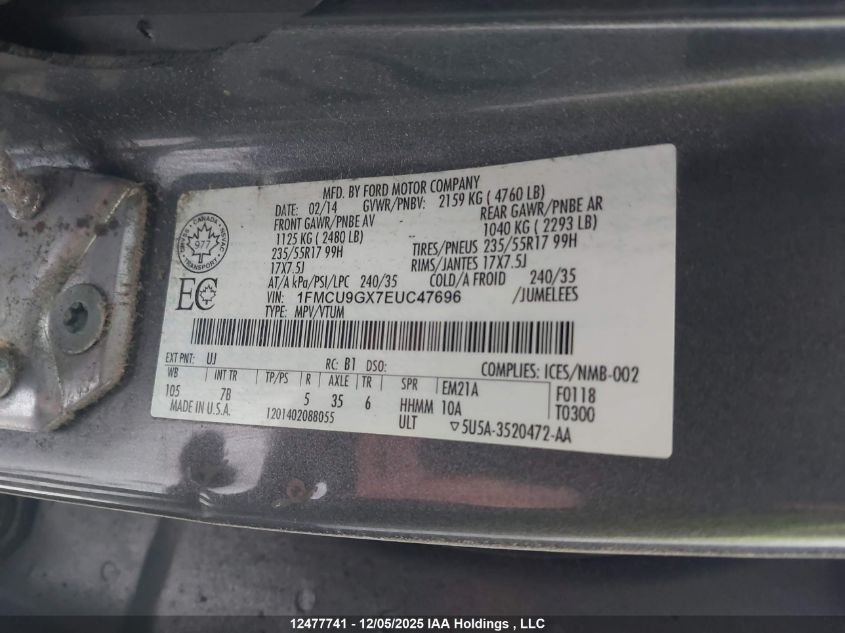 MFD. BY FORD MOTOR COMPANY
DATE: 02/14 GVWR/PNBV: 2159 KG ( 4760 LB)
FRONT GAWR/PNBE AV REAR GAWR/PNBE AR
1125 KG ( 2480 LB) 1040 KG ( 2293 LB)
235/55R17 99H TIRES/PNEUS 235/55R17 99H
17X7.5J RIMS/JANTES 17X7.5J
AT/A kPa/PSI/LPC 240/35 COLD/A FROID 240/35
VIN: 1FMCU9GX7EUC47696 /JUMELEES
TYPE: MPV/VTUM
CANADA
977
TRANSPORT
EC
EXT PNT: UJ RC: B1 DSO: COMPLIES: ICES/NMB-002
WB INT TR TP/PS R AXLE TR SPR EM21A F0118
105 7B 5 35 6 HHMM 10A T0300
MADE IN U.S.A. 1201402088055 ULT ▽5U5A-3520472-AA
12477741 - 12/05/2025 IAA Holdings , LLC